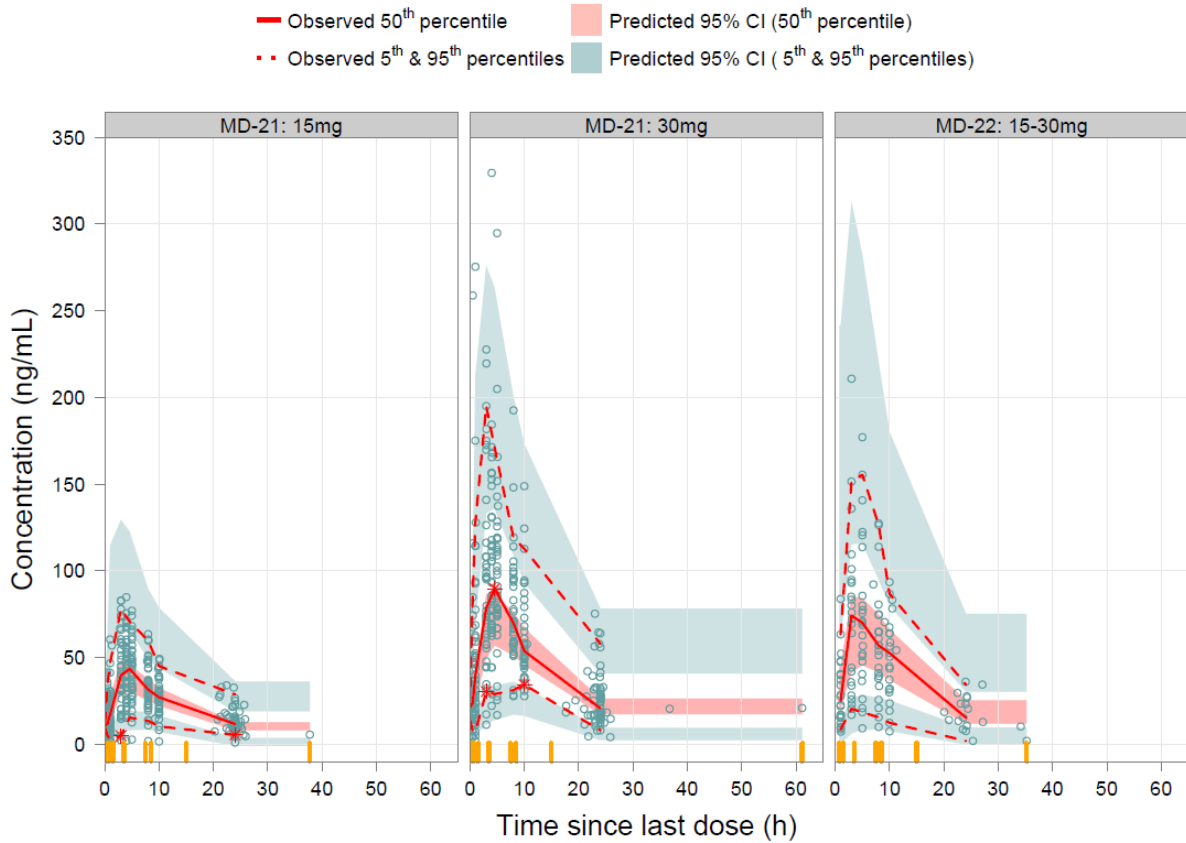 Observed 50th percentile
Predicted 95% CI (50th percentile)
Observed 5th & 95th percentiles
Predicted 95% CI ( 5th & 95th percentiles)
MD-21: 15mg
MD-21: 30mg
MD-22: 15-30mg
Concentration (ng/mL)
350
300
250
200
150
100
50
0
0 10 20 30 40 50 60
0 10 20 30 40 50 60
0 10 20 30 40 50 60
Time since last dose (h)